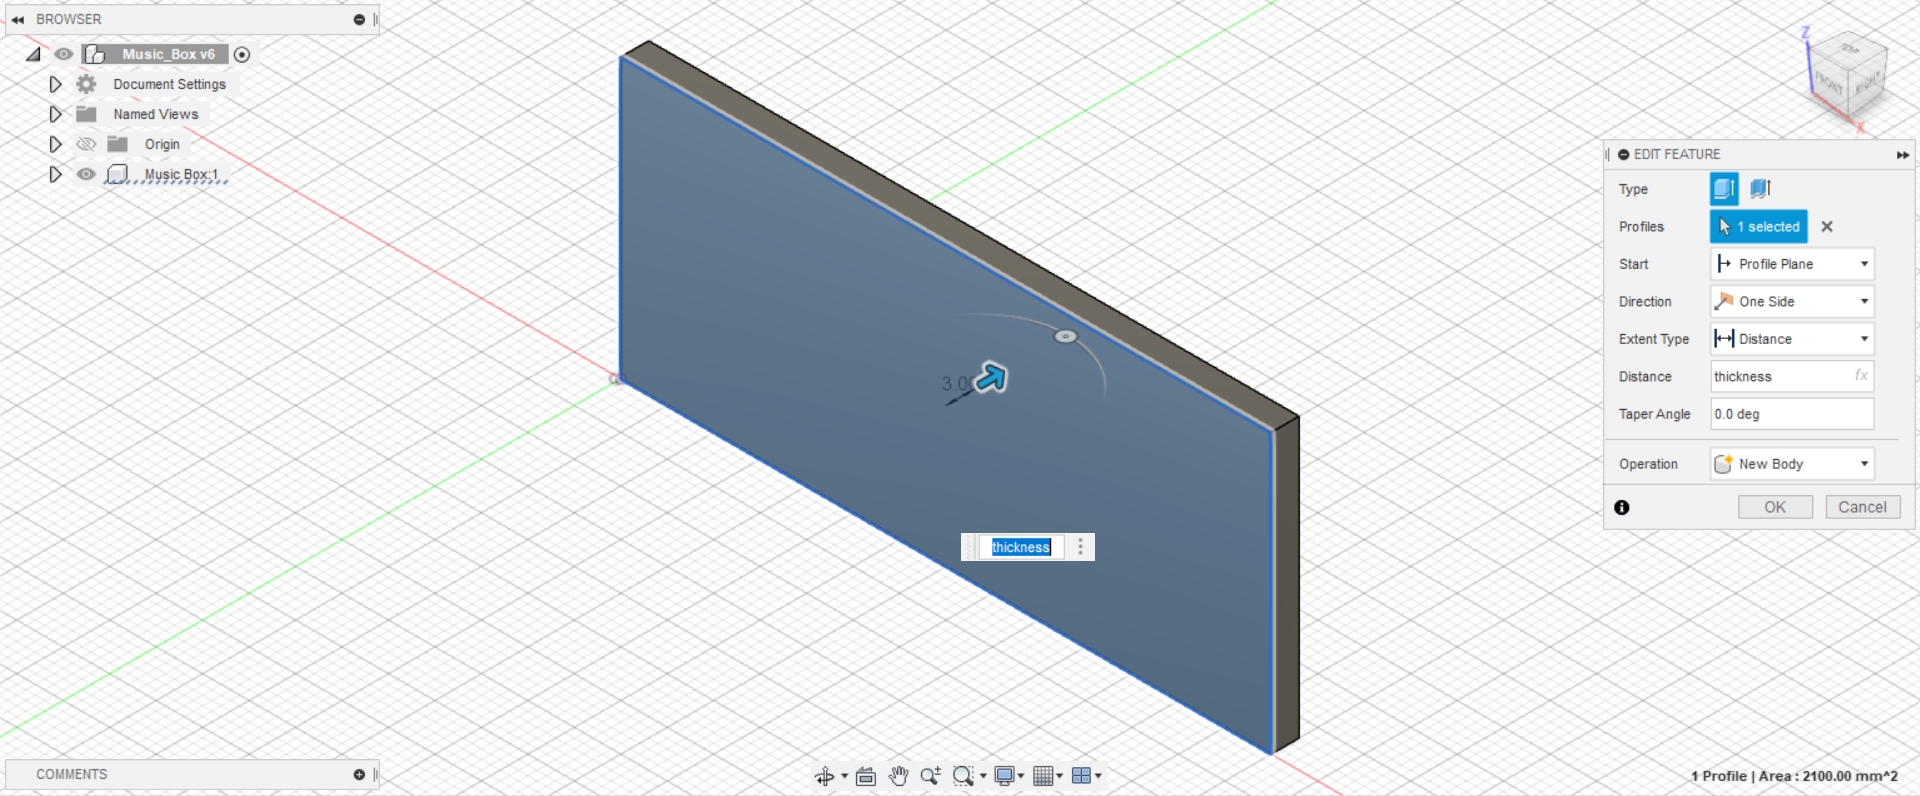 BROWSER
Music_Box v6
Document Settings
Named Views
Origin
Music Box:1
Z
TOP
FRONT
RIGHT
X
3.00
thickness
EDIT FEATURE
Type
Profiles 1 selected
Start Profile Plane
Direction One Side
Extent Type Distance
Distance thickness fx
Taper Angle 0.0 deg
Operation New Body
OK Cancel
COMMENTS
1 Profile | Area : 2100.00 mm^2